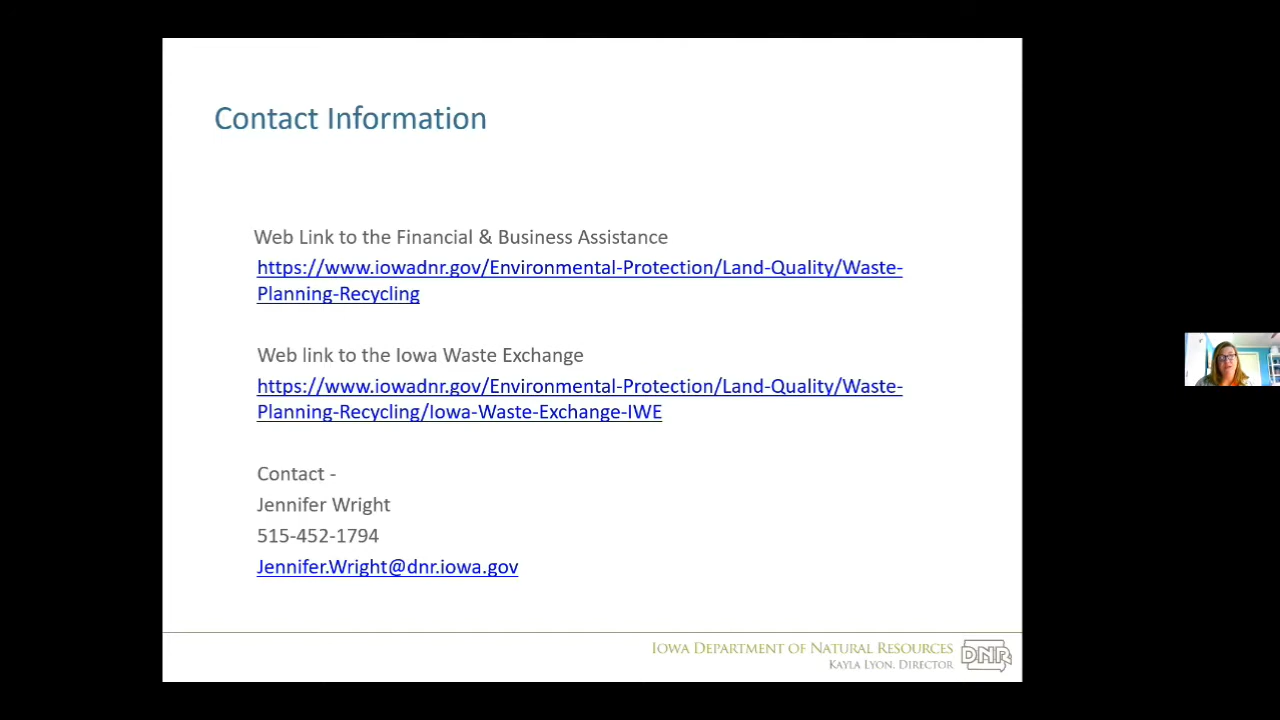 Contact Information
Web Link to the Financial & Business Assistance
https://www.iowadnr.gov/Environmental-Protection/Land-Quality/Waste-
Planning-Recycling
Web link to the Iowa Waste Exchange
https://www.iowadnr.gov/Environmental-Protection/Land-Quality/Waste-
Planning-Recycling/Iowa-Waste-Exchange-IWE
Contact -
Jennifer Wright
515-452-1794
Jennifer.Wright@dnr.iowa.gov
IOWA DEPARTMENT OF NATURAL RESOURCES
KAYLA LYON, DIRECTOR
DNR